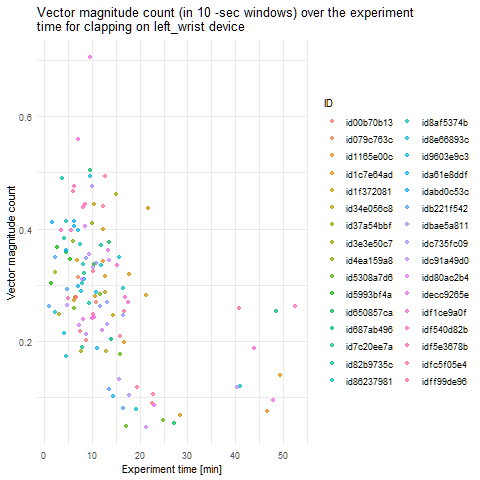 Vector magnitude count (in 10 -sec windows) over the experiment
time for clapping on left_wrist device
Vector magnitude count
0.6
0.4
0.2
0
10
20
30
40
50
Experiment time [min]
ID
id00b70b13
id079c763c
id1165e00c
id1c7e64ad
id1f372081
id34e056c8
id37a54bbf
id3e3e50c7
id4ea159a8
id5308a7d6
id5993bf4a
id650857ca
id687ab496
id7c20ee7a
id82d9735c
id86237981
id8af5374b
id8e66893c
id9603e9c3
ida61e8ddf
idabd0c53c
idb221f542
idbae5a811
idc735fc09
idc91a49d0
idd80ac2b4
idecc9265e
idf1ce9a0f
idf540d82b
idf5e3678b
idfc5f05e4
idff99de96